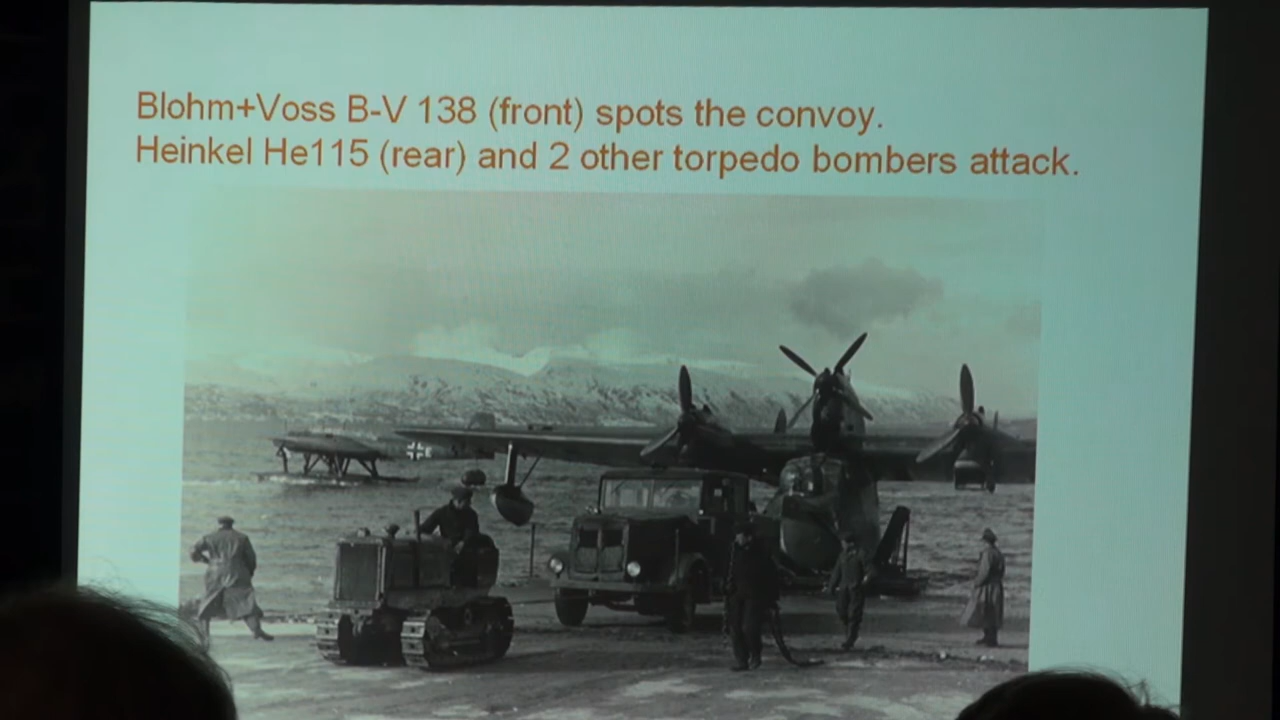 Blohm+Voss B-V 138 (front) spots the convoy.
Heinkel He115 (rear) and 2 other torpedo bombers attack.